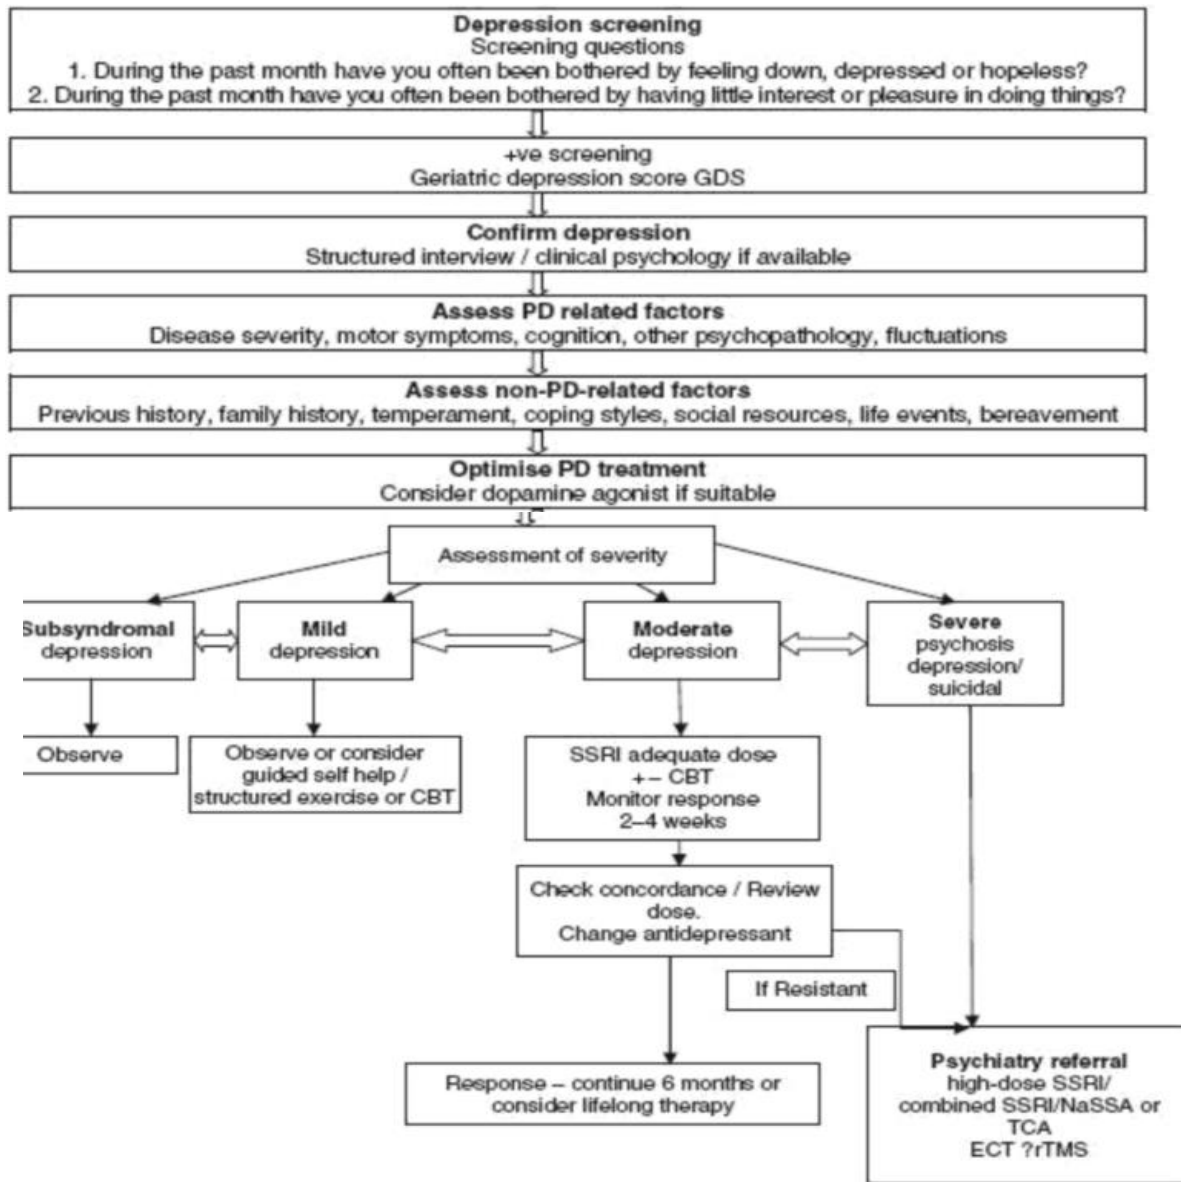 Depression screening
Screening questions
1. During the past month have you often been bothered by feeling down, depressed or hopeless?
2. During the past month have you often been bothered by having little interest or pleasure in doing things?
+ve screening
Geriatric depression score GDS
Confirm depression
Structured interview / clinical psychology if available
Assess PD related factors
Disease severity, motor symptoms, cognition, other psychopathology, fluctuations
Assess non-PD-related factors
Previous history, family history, temperament, coping styles, social resources, life events, bereavement
Optimise PD treatment
Consider dopamine agonist if suitable
Assessment of severity
Subsyndromal
depression
Mild
depression
Moderate
depression
Severe
psychosis
depression/
suicidal
Observe
Observe or consider
guided self help /
structured exercise or CBT
SSRI adequate dose
+− CBT
Monitor response
2–4 weeks
Check concordance / Review
dose.
Change antidepressant
If Resistant
Response – continue 6 months or
consider lifelong therapy
Psychiatry referral
high-dose SSRI/
combined SSRI/NaSSA or
TCA
ECT ?rTMS